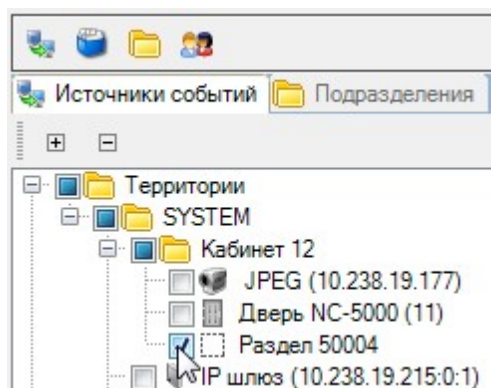 Источники событий Подразделения
Территории
SYSTEM
Кабинет 12
JPEG (10.238.19.177)
Дверь NC-5000 (11)
Раздел 50004
IP шлюз (10.238.19.215:0:1)